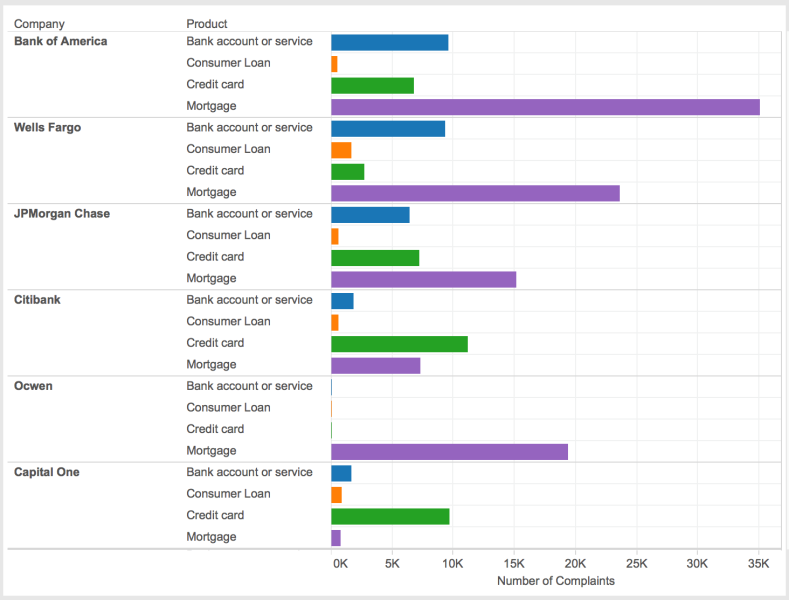 Company Product
Bank of America Bank account or service
Consumer Loan
Credit card
Mortgage
Wells Fargo Bank account or service
Consumer Loan
Credit card
Mortgage
JPMorgan Chase Bank account or service
Consumer Loan
Credit card
Mortgage
Citibank Bank account or service
Consumer Loan
Credit card
Mortgage
Ocwen Bank account or service
Consumer Loan
Credit card
Mortgage
Capital One Bank account or service
Consumer Loan
Credit card
Mortgage
0K 5K 10K 15K 20K 25K 30K 35K
Number of Complaints